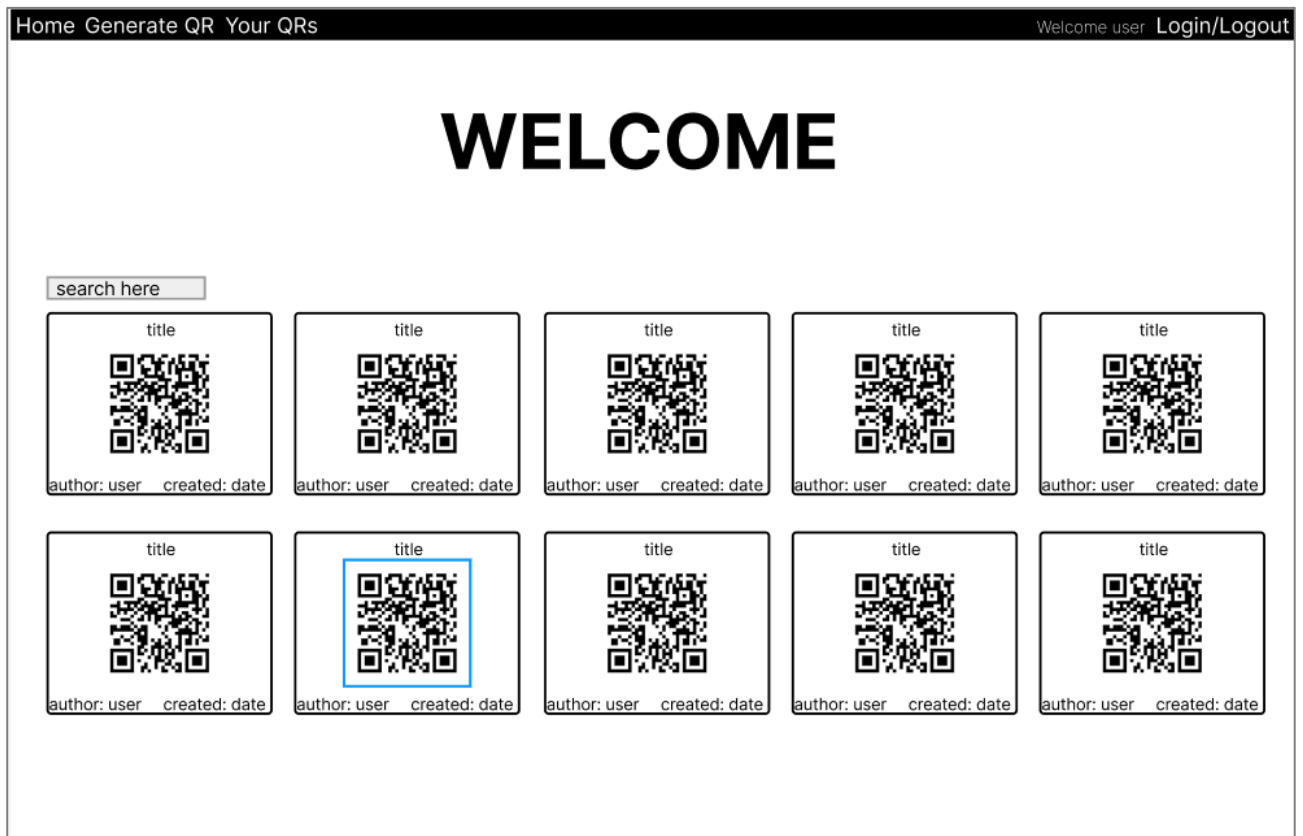 Home Generate QR Your QRs Welcome user Login/Logout
WELCOME
search here
title title title title title
author: user created: date author: user created: date author: user created: date author: user created: date author: user created: date
title title title title title
author: user created: date author: user created: date author: user created: date author: user created: date author: user created: date